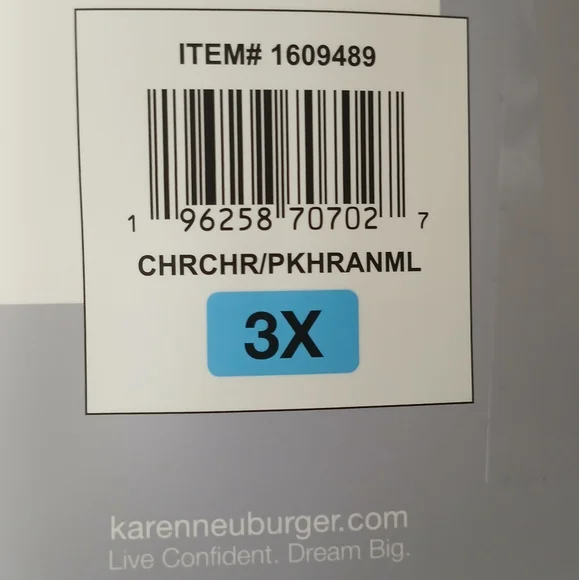 ITEM# 1609489
1 96258 70702 7
CHRCHR/PKHRANML
3X
karenneuburger.com
Live Confident. Dream Big.